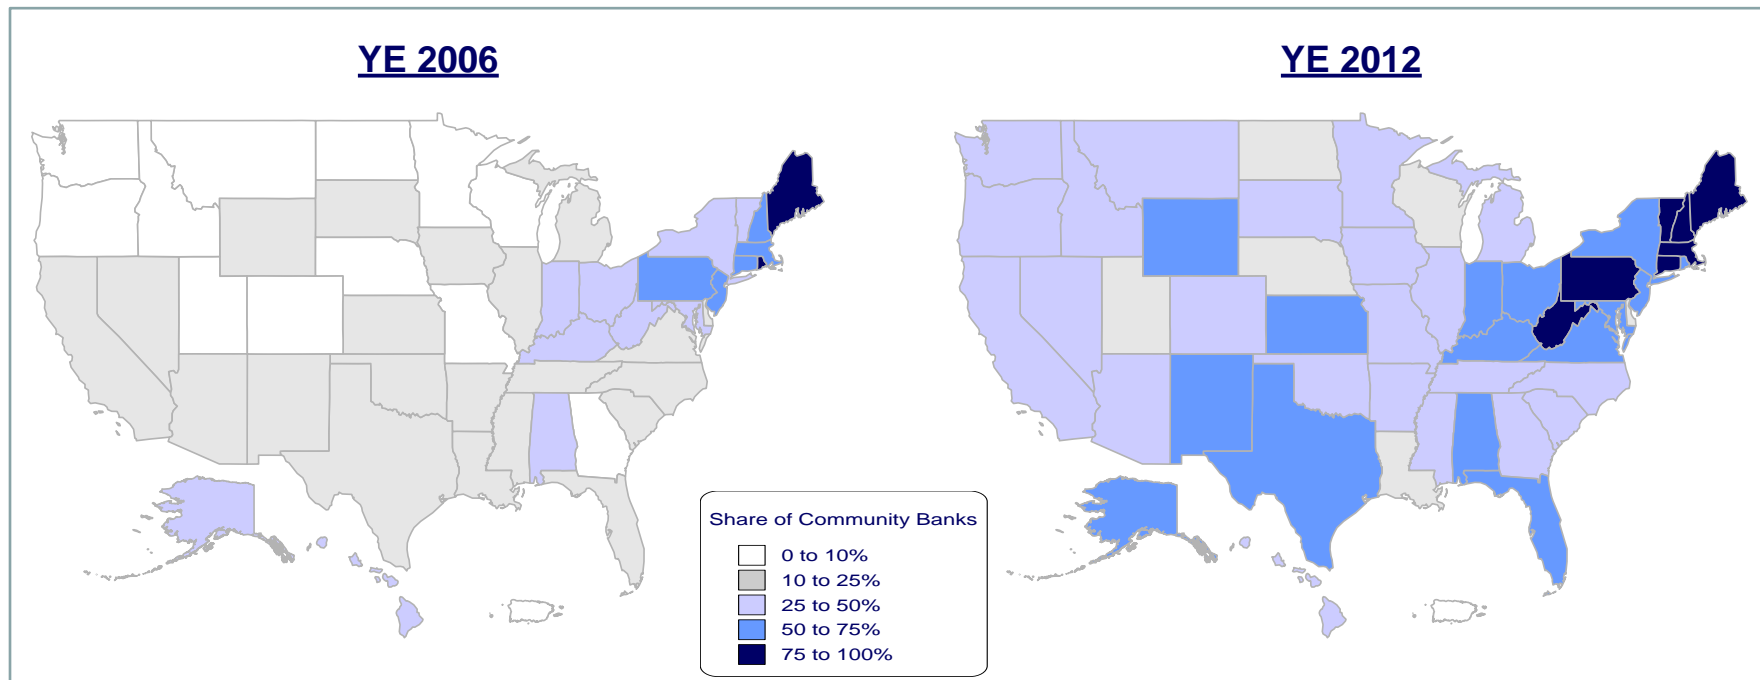 YE 2006
YE 2012
Share of Community Banks
0 to 10%
10 to 25%
25 to 50%
50 to 75%
75 to 100%